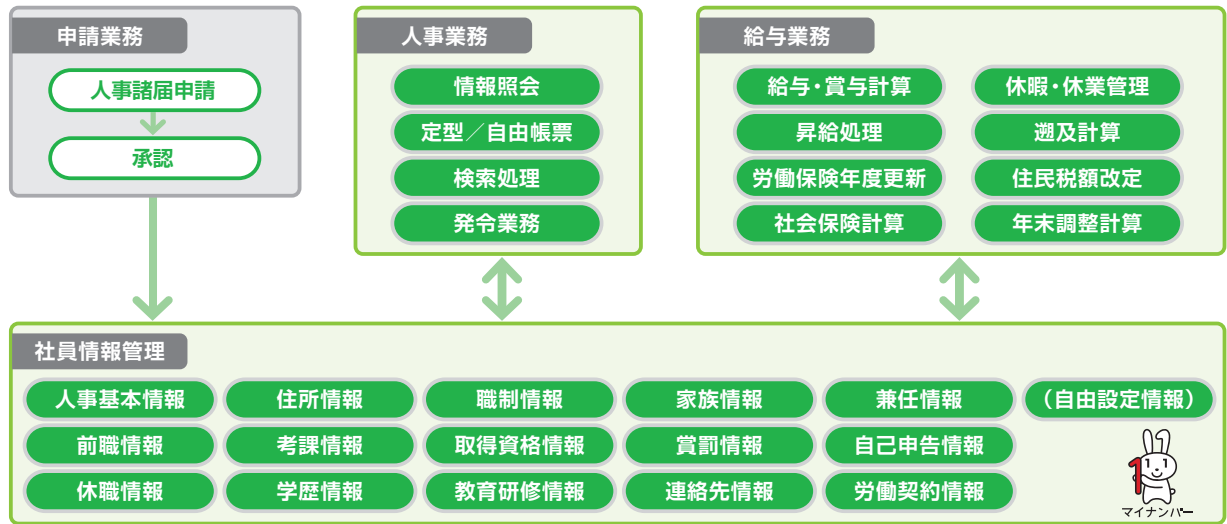 申請業務
人事諸届申請
承認
人事業務
情報照会
定型／自由帳票
検索処理
発令業務
給与業務
給与・賞与計算
休暇・休業管理
昇給処理
遡及計算
労働保険年度更新
住民税額改定
社会保険計算
年末調整計算
社員情報管理
人事基本情報
住所情報
職制情報
家族情報
兼任情報
（自由設定情報）
前職情報
考課情報
取得資格情報
賞罰情報
自己申告情報
休職情報
学歴情報
教育研修情報
連絡先情報
労働契約情報
1
マイナンバー